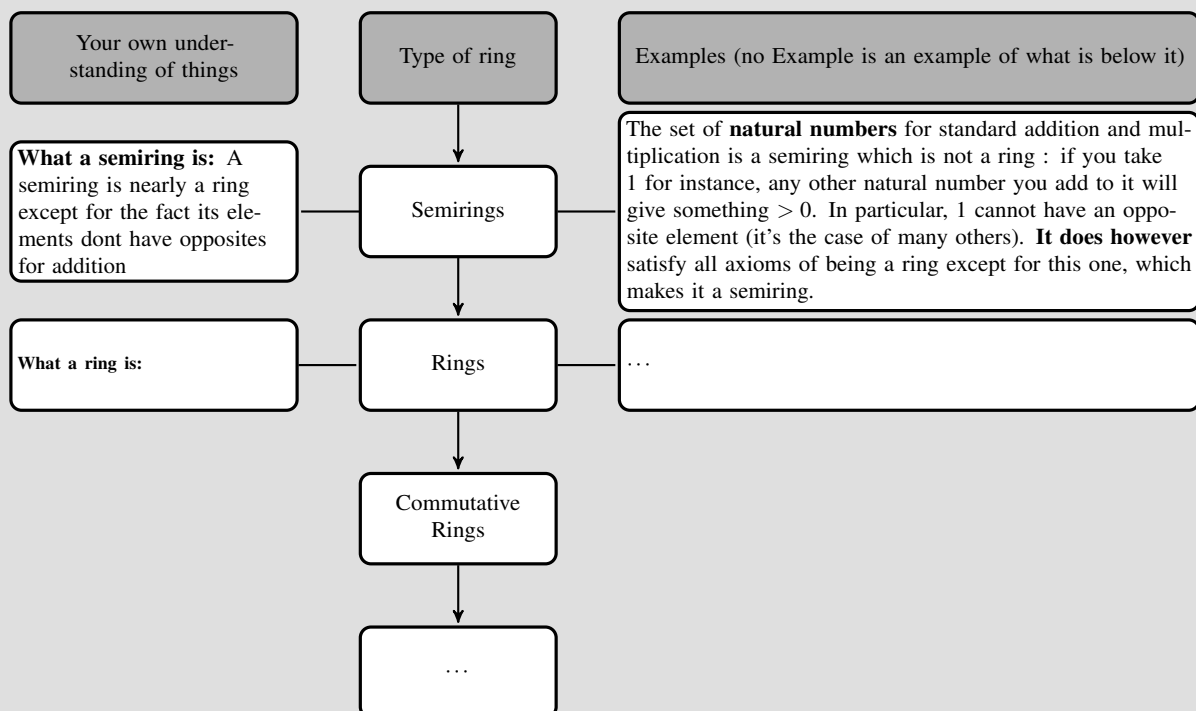 Your own under-
standing of things
Type of ring
Examples (no Example is an example of what is below it)
What a semiring is: A
semiring is nearly a ring
except for the fact its ele-
ments dont have opposites
for addition
Semirings
The set of natural numbers for standard addition and mul-
tiplication is a semiring which is not a ring : if you take
1 for instance, any other natural number you add to it will
give something > 0. In particular, 1 cannot have an oppo-
site element (it's the case of many others). It does however
satisfy all axioms of being a ring except for this one, which
makes it a semiring.
What a ring is:
Rings
...
Commutative
Rings
...